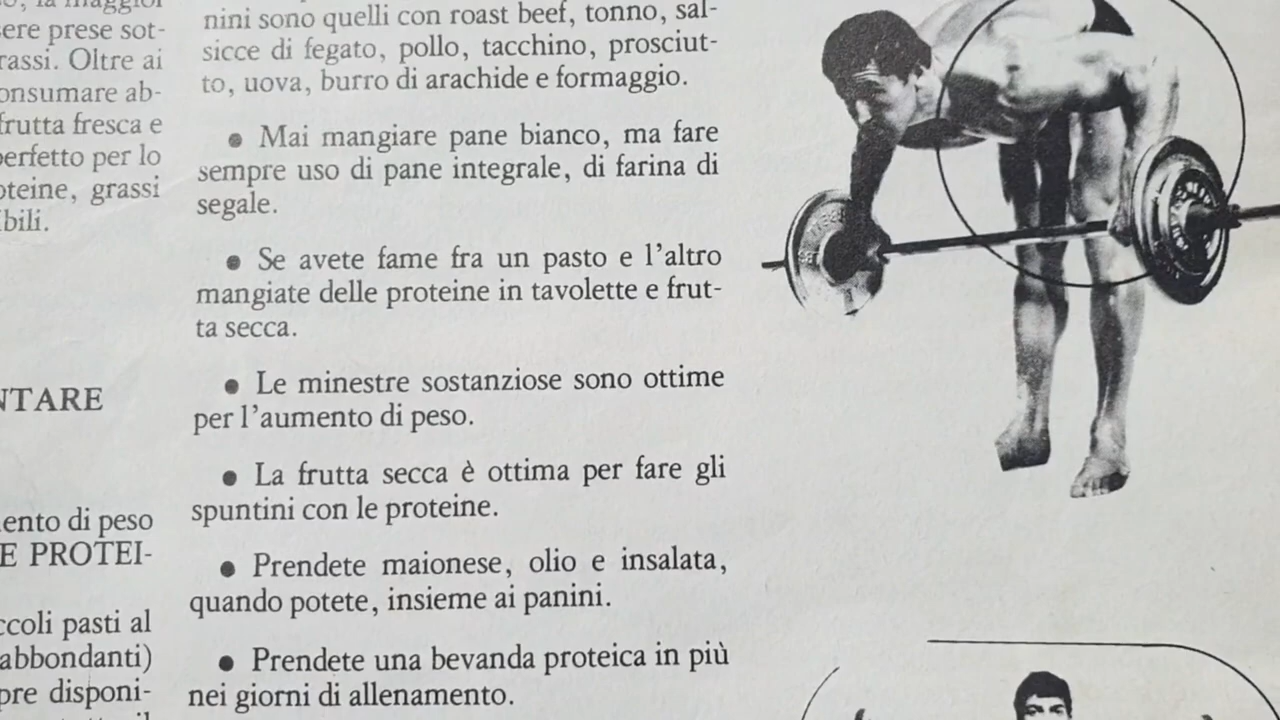 ere prese sot-
rassi. Oltre ai
onsumare ab-
frutta fresca e
perfetto per lo
oteine, grassi
bili.
NTARE
ento di peso
E PROTEI-
ccoli pasti al
abbondanti)
pre disponi-
nini sono quelli con roast beef, tonno, sal-
sicce di fegato, pollo, tacchino, prosciut-
to, uova, burro di arachide e formaggio.
● Mai mangiare pane bianco, ma fare
sempre uso di pane integrale, di farina di
segale.
● Se avete fame fra un pasto e l'altro
mangiate delle proteine in tavolette e frut-
ta secca.
● Le minestre sostanziose sono ottime
per l'aumento di peso.
● La frutta secca è ottima per fare gli
spuntini con le proteine.
● Prendete maionese, olio e insalata,
quando potete, insieme ai panini.
● Prendete una bevanda proteica in più
nei giorni di allenamento.